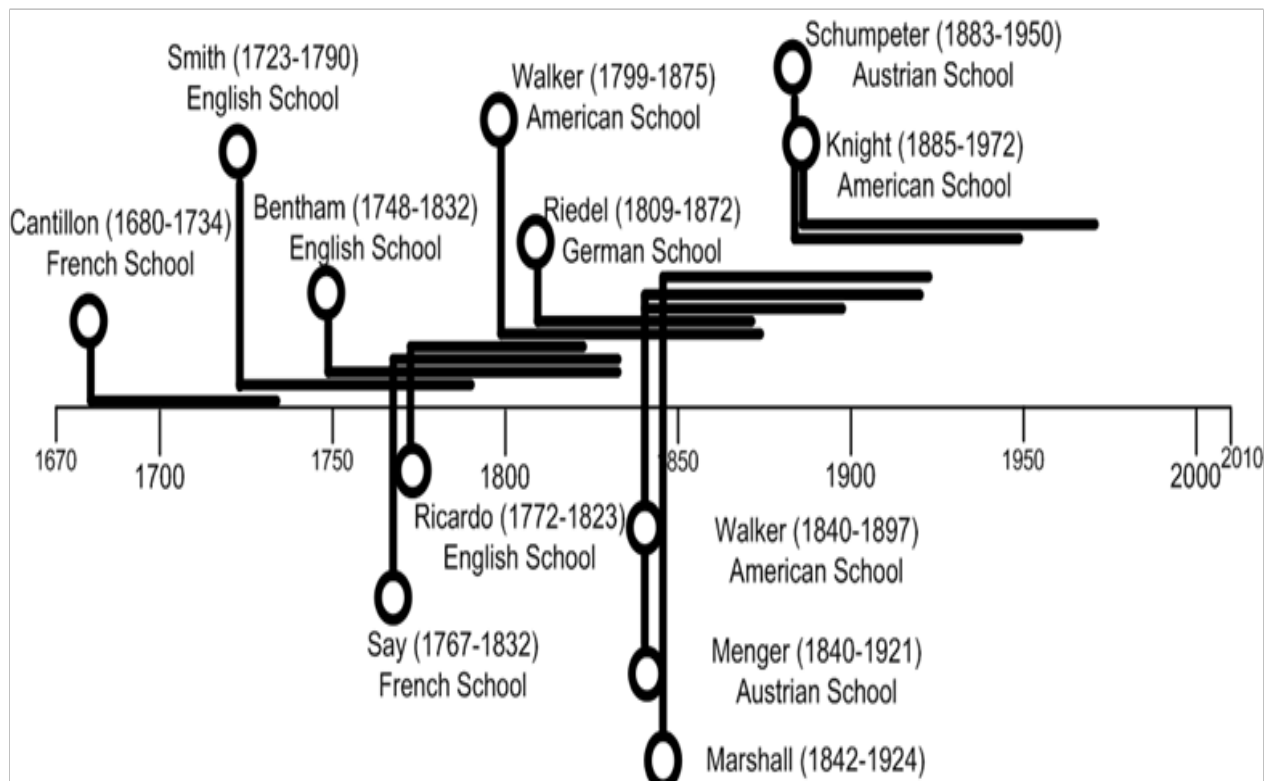 Schumpeter (1883-1950)
Austrian School
Smith (1723-1790)
English School
Walker (1799-1875)
American School
Knight (1885-1972)
American School
Cantillon (1680-1734)
French School
Bentham (1748-1832)
English School
Riedel (1809-1872)
German School
1670
1700
1750
1800
1850
1900
1950
2000
2010
Ricardo (1772-1823)
English School
Walker (1840-1897)
American School
Say (1767-1832)
French School
Menger (1840-1921)
Austrian School
Marshall (1842-1924)